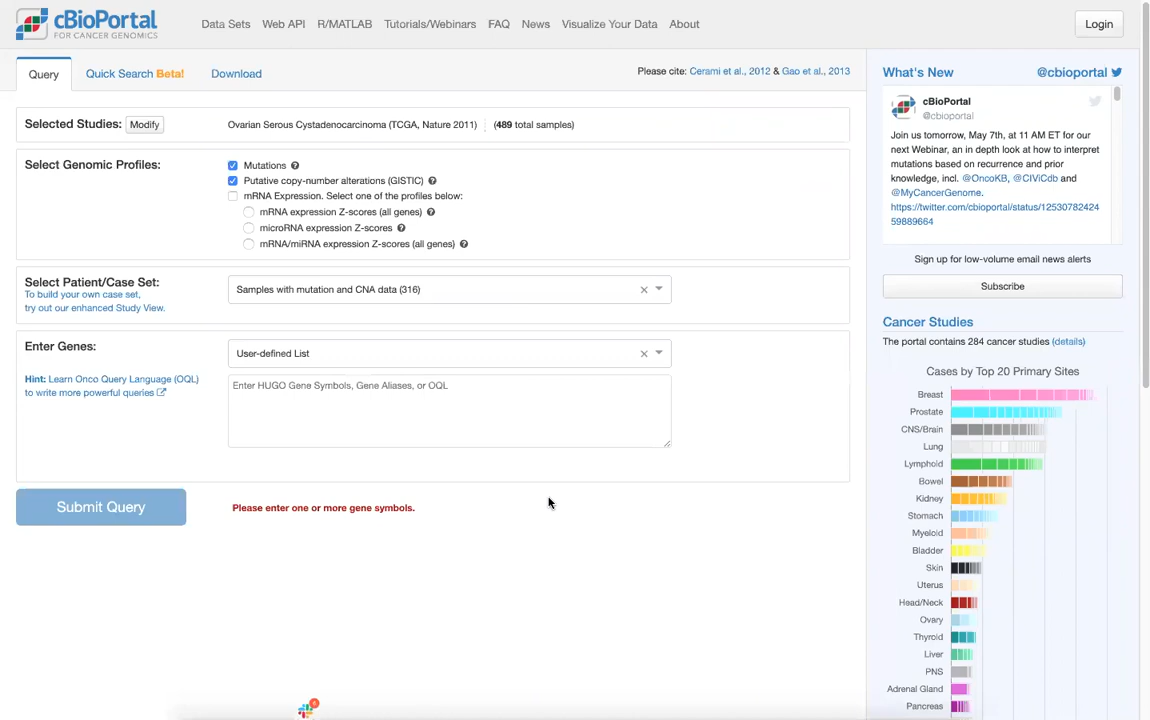 cBioPortal
FOR CANCER GENOMICS
Data Sets Web API R/MATLAB Tutorials/Webinars FAQ News Visualize Your Data About
Login
Query Quick Search Beta! Download
Please cite: Cerami et al., 2012 & Gao et al., 2013
Selected Studies: Modify Ovarian Serous Cystadenocarcinoma (TCGA, Nature 2011) (489 total samples)
Select Genomic Profiles:
Mutations
Putative copy-number alterations (GISTIC)
mRNA Expression. Select one of the profiles below:
mRNA expression Z-scores (all genes)
microRNA expression Z-scores
mRNA/miRNA expression Z-scores (all genes)
Select Patient/Case Set:
To build your own case set,
try out our enhanced Study View.
Samples with mutation and CNA data (316)
Enter Genes:
User-defined List
Hint: Learn Onco Query Language (OQL)
to write more powerful queries
Enter HUGO Gene Symbols, Gene Aliases, or OQL
Submit Query
Please enter one or more gene symbols.
What's New @cbioportal
cBioPortal
@cbioportal
Join us tomorrow, May 7th, at 11 AM ET for our
next Webinar, an in depth look at how to interpret
mutations based on recurrence and prior
knowledge, incl. @OncoKB, @CIViCdb and
@MyCancerGenome.
https://twitter.com/cbioportal/status/12530782424
59889664
Sign up for low-volume email news alerts
Subscribe
Cancer Studies
The portal contains 284 cancer studies (details)
Cases by Top 20 Primary Sites
Breast
Prostate
CNS/Brain
Lung
Lymphoid
Bowel
Kidney
Stomach
Myeloid
Bladder
Skin
Uterus
Head/Neck
Ovary
Thyroid
Liver
PNS
Adrenal Gland
Pancreas